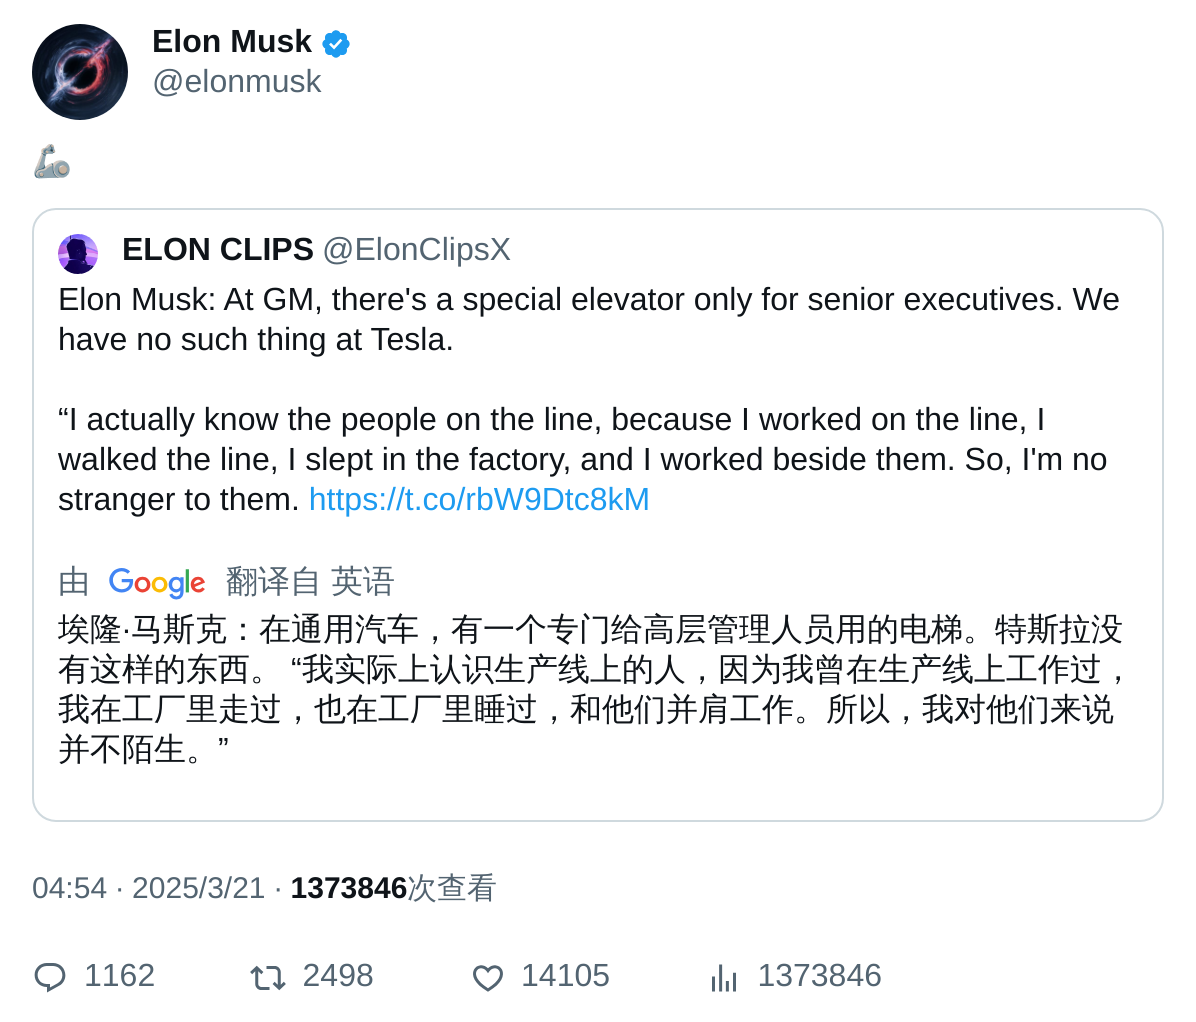 Elon Musk
@elonmusk
🦾
ELON CLIPS @ElonClipsX
Elon Musk: At GM, there's a special elevator only for senior executives. We
have no such thing at Tesla.
“I actually know the people on the line, because I worked on the line, I
walked the line, I slept in the factory, and I worked beside them. So, I'm no
stranger to them. https://t.co/rbW9Dtc8kM
由 Google 翻译自 英语
埃隆·马斯克：在通用汽车，有一个专门给高层管理人员用的电梯。特斯拉没
有这样的东西。 “我实际上认识生产线上的人，因为我曾在生产线上工作过，
我在工厂里走过，也在工厂里睡过，和他们并肩工作。所以，我对他们来说
并不陌生。”
04:54 · 2025/3/21 · 1373846次查看
1162 2498 14105 1373846